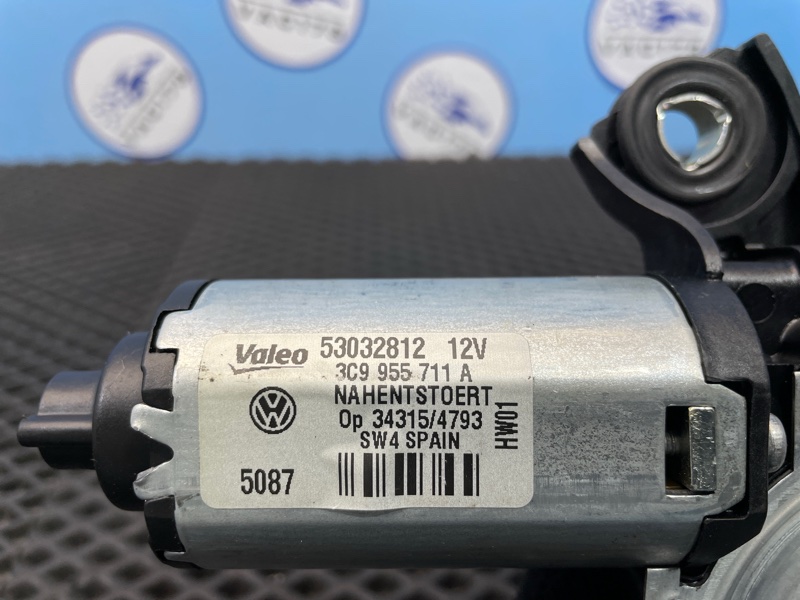 Valeo 53032812 12V
3C9 955 711 A
NAHENTSTOERT
Op 34315/4793
SW4 SPAIN
HW01
5087